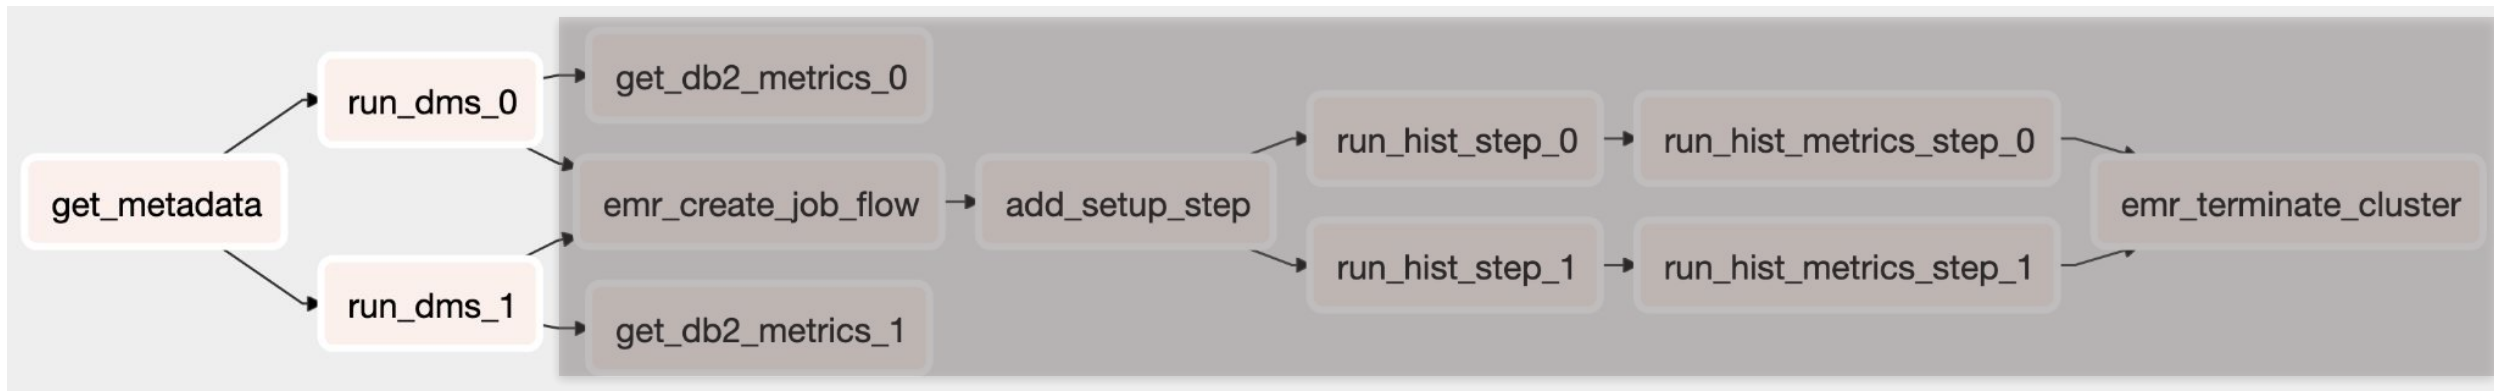 get_metadata
run_dms_0
run_dms_1
get_db2_metrics_0
emr_create_job_flow
get_db2_metrics_1
add_setup_step
run_hist_step_0
run_hist_step_1
run_hist_metrics_step_0
run_hist_metrics_step_1
emr_terminate_cluster